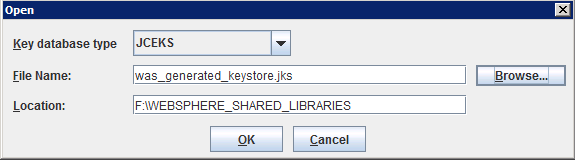 Open
Key database type JCEKS
File Name: was_generated_keystore.jks Browse...
Location: F:\WEBSPHERE_SHARED_LIBRARIES
OK Cancel